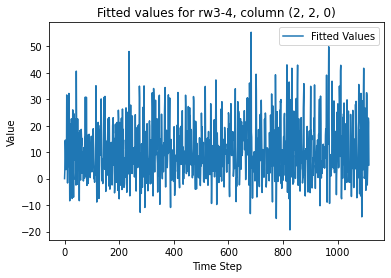 Fitted values for rw3-4, column (2, 2, 0)
Fitted Values
Value
50
40
30
20
10
0
−10
−20
0 200 400 600 800 1000
Time Step